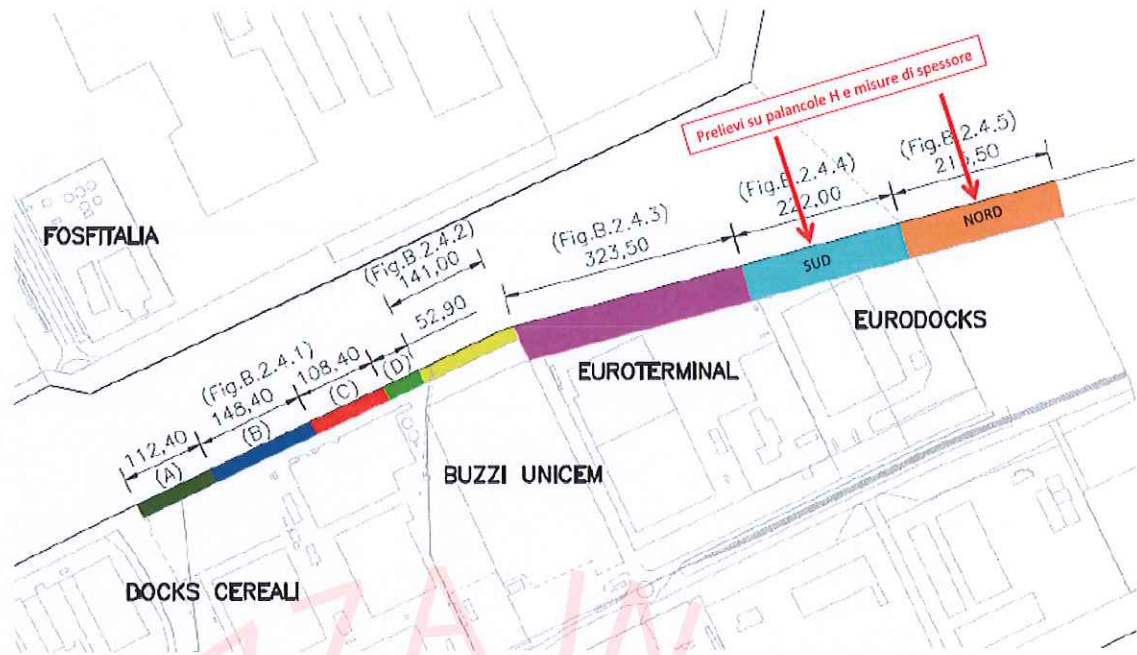 Prelievi su palancole H e misure di spessore
(Fig.B.2.4.5)
(Fig.B.2.4.4)
222,00
(Fig.B.2.4.3)
323,50
NORD
SUD
FOSFITALIA
(Fig.B.2.4.2)
141,00
52,90
EURODOCKS
EUROTERMINAL
(Fig.B.2.4.1)
108,40
(D)
148,40
(C)
112,40
(B)
(A)
BUZZI UNICEM
DOCKS CEREALI